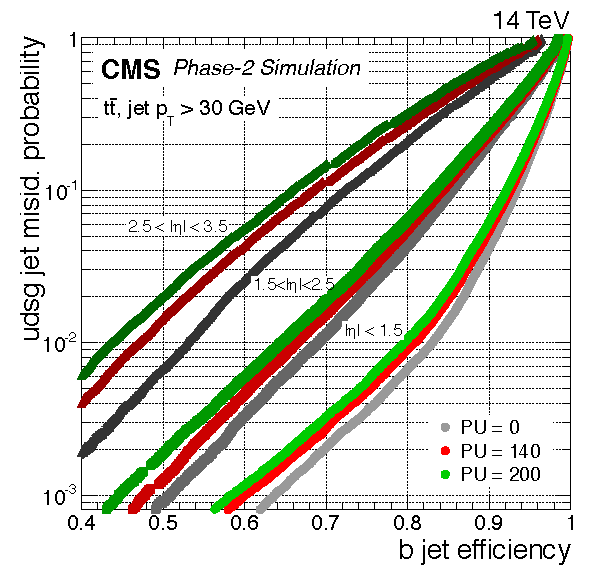 14 TeV
CMS Phase-2 Simulation
tt̄, jet p_T > 30 GeV
udsg jet misid. probability
1
10⁻¹
10⁻²
10⁻³
2.5 < |η| < 3.5
1.5<|η|<2.5
|η| < 1.5
PU = 0
PU = 140
PU = 200
0.4 0.5 0.6 0.7 0.8 0.9 1
b jet efficiency